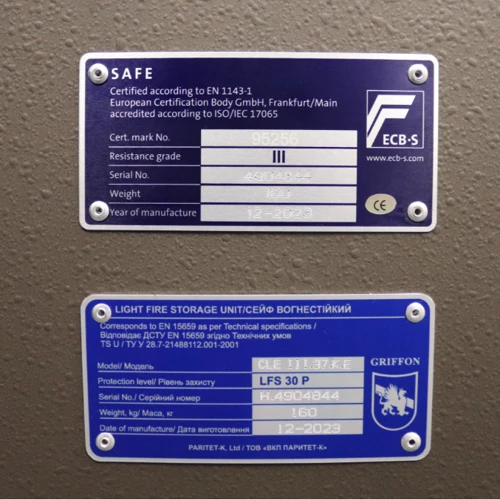 SAFE
Certified according to EN 1143-1
European Certification Body GmbH, Frankfurt/Main
accredited according to ISO/IEC 17065
Cert. mark No. 95256
Resistance grade III
Serial No. 4904844
Weight
Year of manufacture 12-2023
ECB·S
www.ecb-s.com
CE
LIGHT FIRE STORAGE UNIT/СЕЙФ ВОГНЕСТІЙКИЙ
Corresponds to EN 15659 as per Technical specifications /
Відповідає ДСТУ EN 15659 згідно Технічних умов
TS U / ТУ У 28.7-21488112.001-2001
Model/ Модель CLE III.37.K.E
Protection level/ Рівень захисту LFS 30 P
Serial No./ Серійний номер H.4904844
Weight, kg/ Маса, кг 160
Date of manufacture/ Дата виготовлення 12-2023
GRIFFON
PARITET-K, Ltd / ТОВ «ВКП ПАРИТЕТ-К»